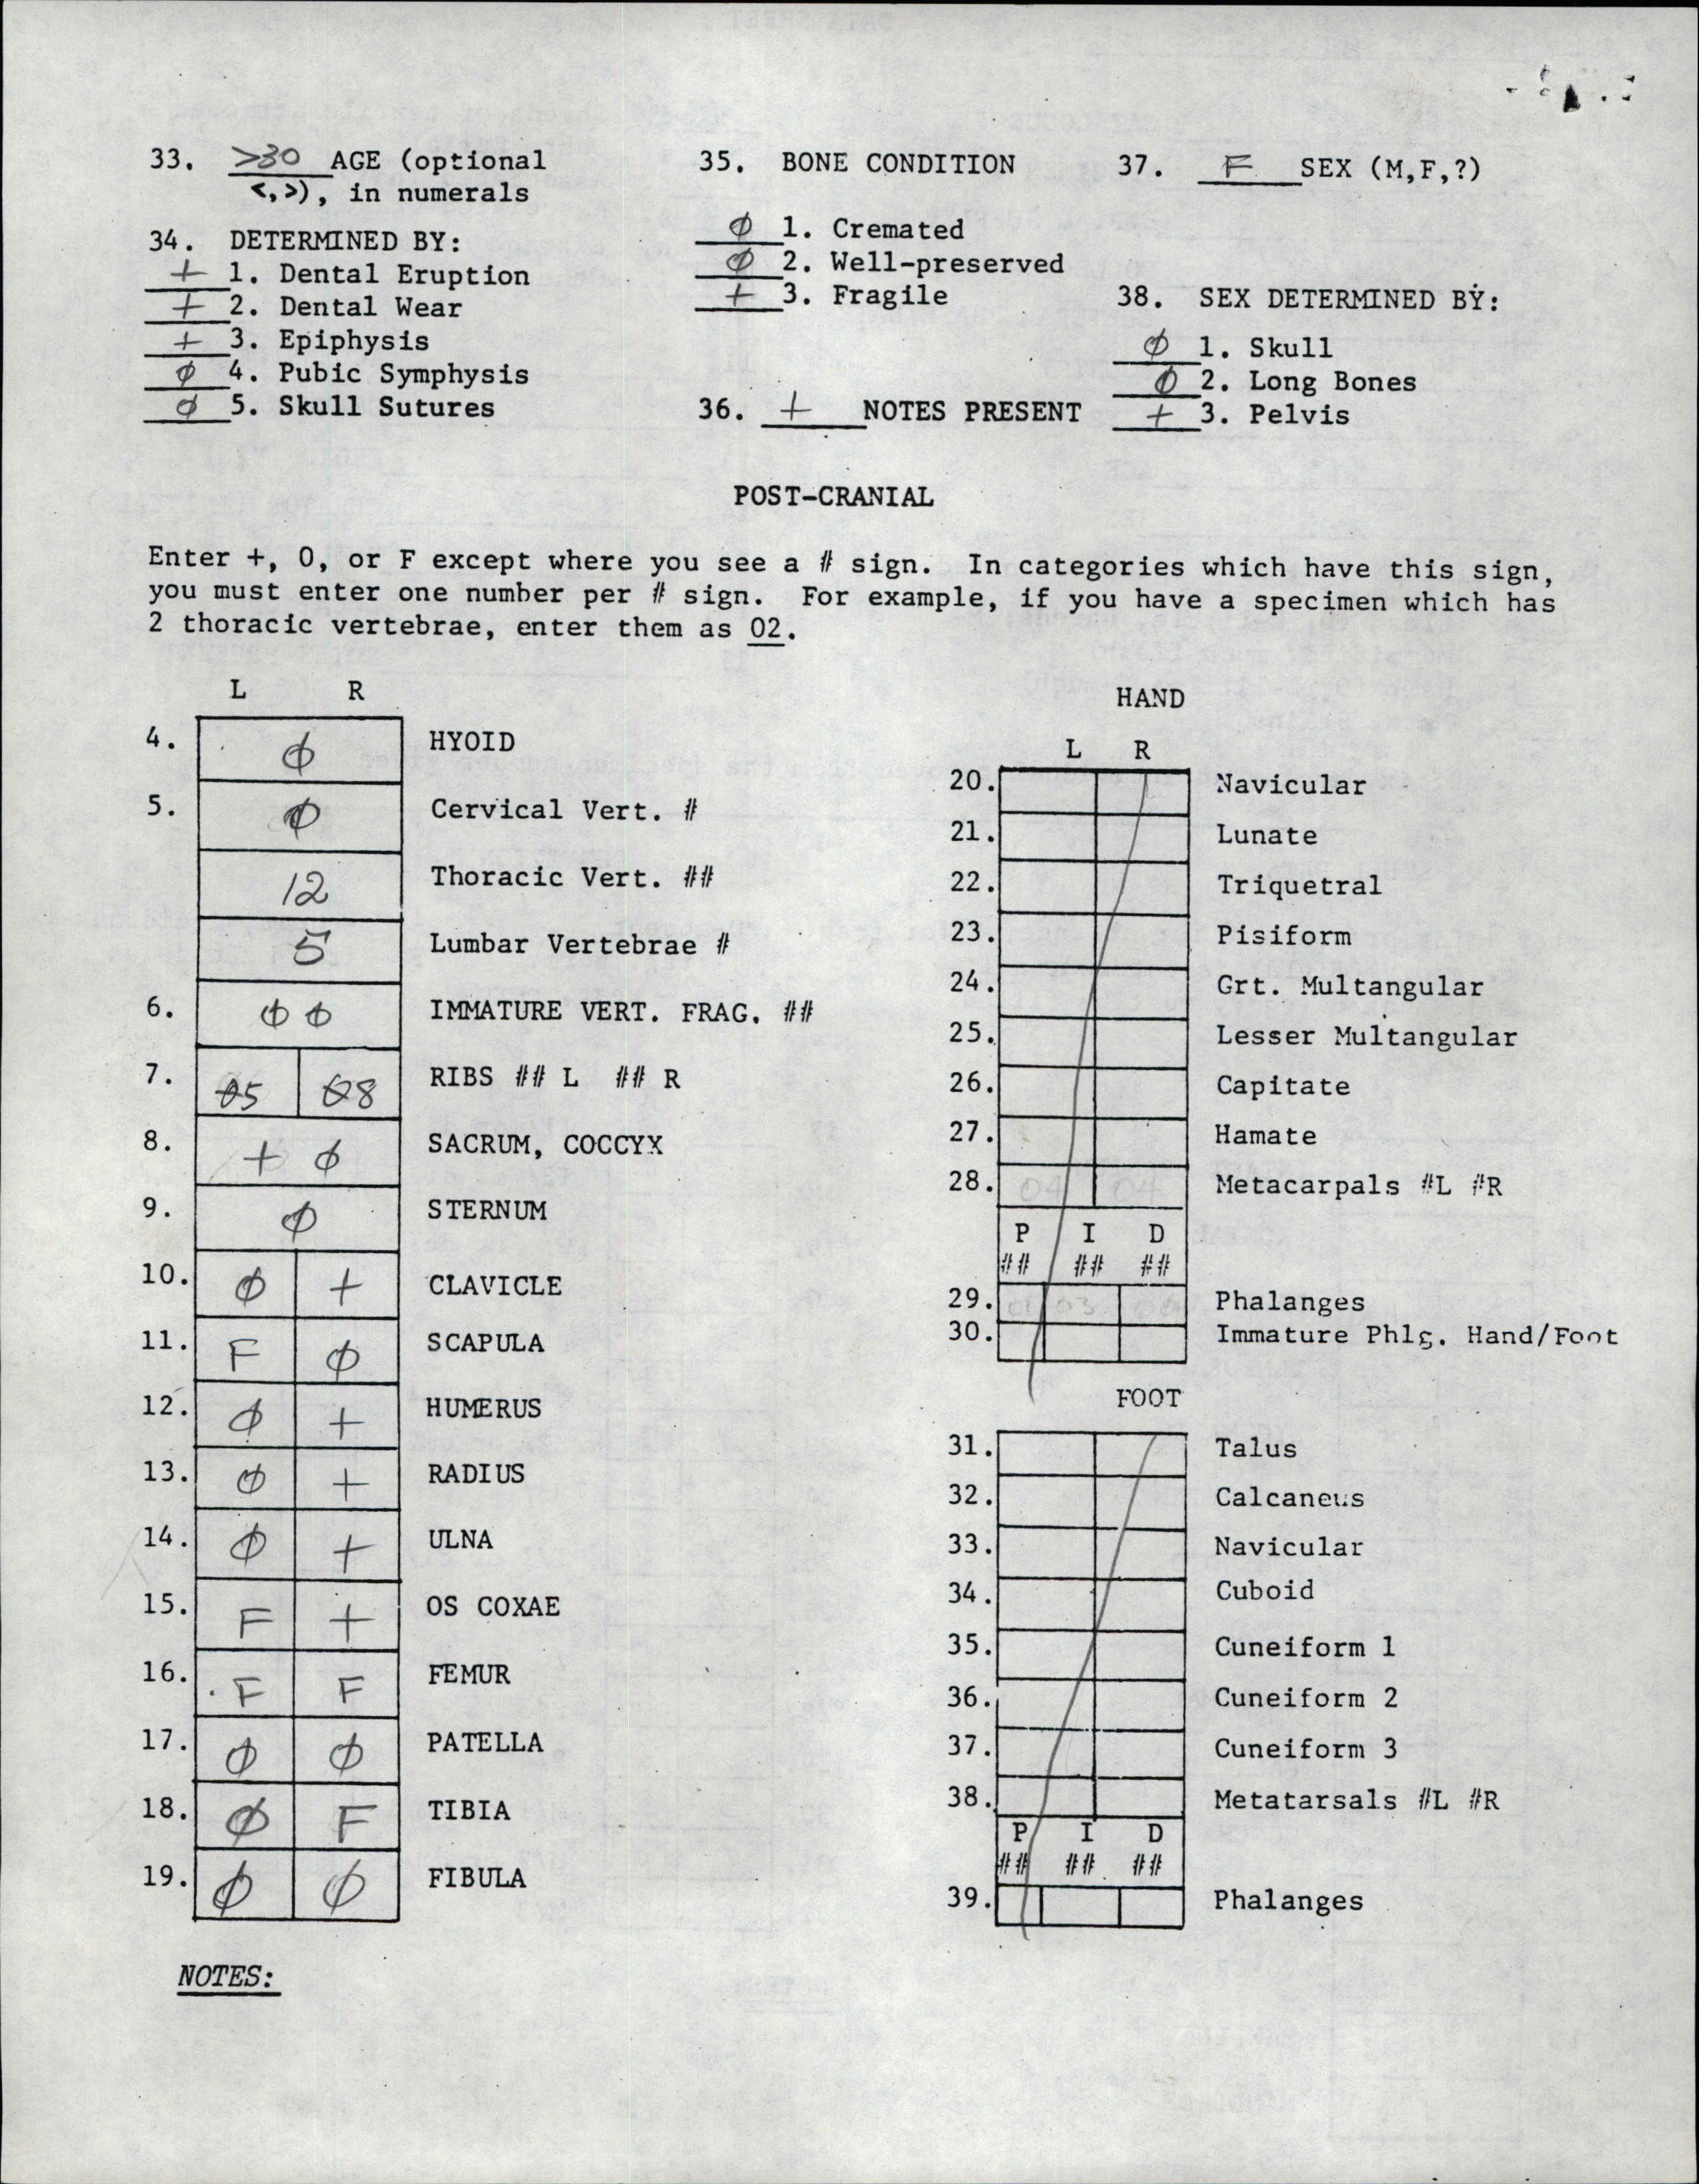 33. >30 AGE (optional
<,>), in numerals
34. DETERMINED BY:
+ 1. Dental Eruption
+ 2. Dental Wear
+ 3. Epiphysis
φ 4. Pubic Symphysis
φ 5. Skull Sutures
35. BONE CONDITION
φ 1. Cremated
φ 2. Well-preserved
+ 3. Fragile
36. + NOTES PRESENT
37. F SEX (M,F,?)
38. SEX DETERMINED BY:
φ 1. Skull
φ 2. Long Bones
+ 3. Pelvis
POST-CRANIAL
Enter +, 0, or F except where you see a # sign. In categories which have this sign,
you must enter one number per # sign. For example, if you have a specimen which has
2 thoracic vertebrae, enter them as 02.
L R
4. φ HYOID
5. φ Cervical Vert. #
12 Thoracic Vert. ##
5 Lumbar Vertebrae #
6. φ φ IMMATURE VERT. FRAG. ##
7. 05 08 RIBS ## L ## R
8. + φ SACRUM, COCCYX
9. φ STERNUM
10. φ + CLAVICLE
11. F φ SCAPULA
12. φ + HUMERUS
13. φ + RADIUS
14. φ + ULNA
15. F + OS COXAE
16. F F FEMUR
17. φ φ PATELLA
18. φ F TIBIA
19. φ φ FIBULA
NOTES:
HAND
L R
20. Navicular
21. Lunate
22. Triquetral
23. Pisiform
24. Grt. Multangular
25. Lesser Multangular
26. Capitate
27. Hamate
28. 04 04 Metacarpals #L #R
P I D
## ## ##
29. 03 Phalanges
30. Immature Phlg. Hand/Foot
FOOT
31. Talus
32. Calcaneus
33. Navicular
34. Cuboid
35. Cuneiform 1
36. Cuneiform 2
37. Cuneiform 3
38. Metatarsals #L #R
P I D
## ## ##
39. Phalanges